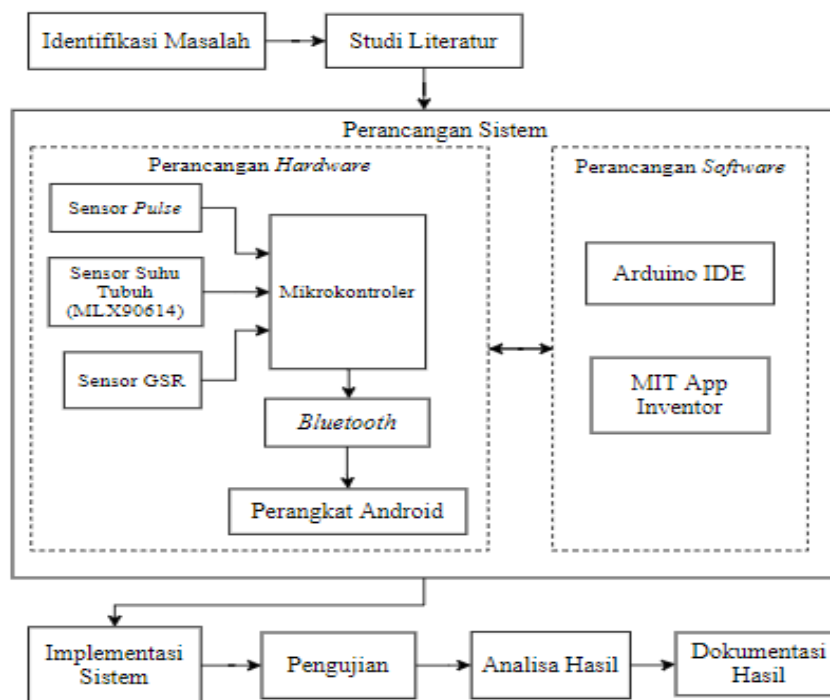 Identifikasi Masalah
Studi Literatur
Perancangan Sistem
Perancangan Hardware
Sensor Pulse
Sensor Suhu
Tubuh
(MLX90614)
Sensor GSR
Mikrokontroler
Bluetooth
Perangkat Android
Perancangan Software
Arduino IDE
MIT App
Inventor
Implementasi
Sistem
Pengujian
Analisa Hasil
Dokumentasi
Hasil